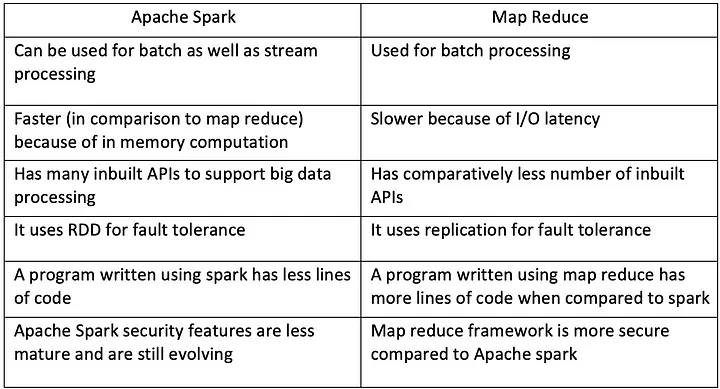 Apache Spark
Map Reduce
Can be used for batch as well as stream
processing
Used for batch processing
Faster (in comparison to map reduce)
because of in memory computation
Slower because of I/O latency
Has many inbuilt APIs to support big data
processing
Has comparatively less number of inbuilt
APIs
It uses RDD for fault tolerance
It uses replication for fault tolerance
A program written using spark has less lines
of code
A program written using map reduce has
more lines of code when compared to spark
Apache Spark security features are less
mature and are still evolving
Map reduce framework is more secure
compared to Apache spark